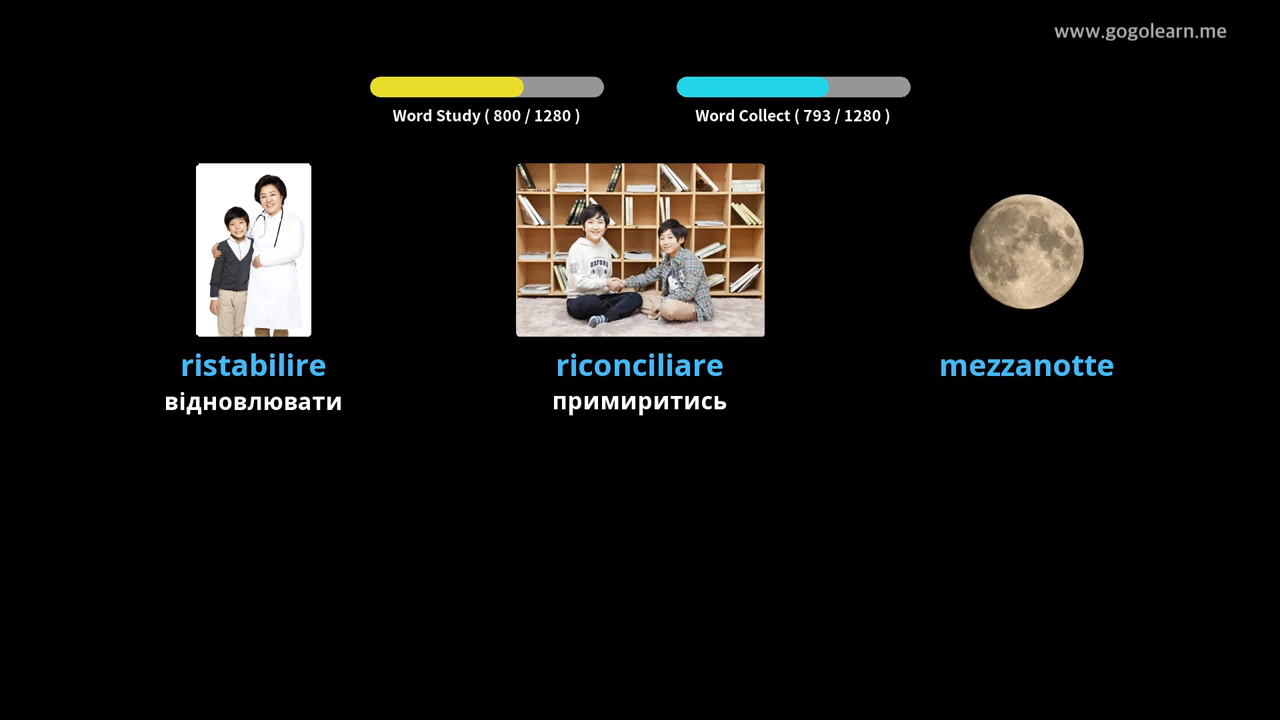 www.gogolearn.me
Word Study ( 800 / 1280 )
Word Collect ( 793 / 1280 )
ristabilire
відновлювати
riconciliare
примиритись
mezzanotte